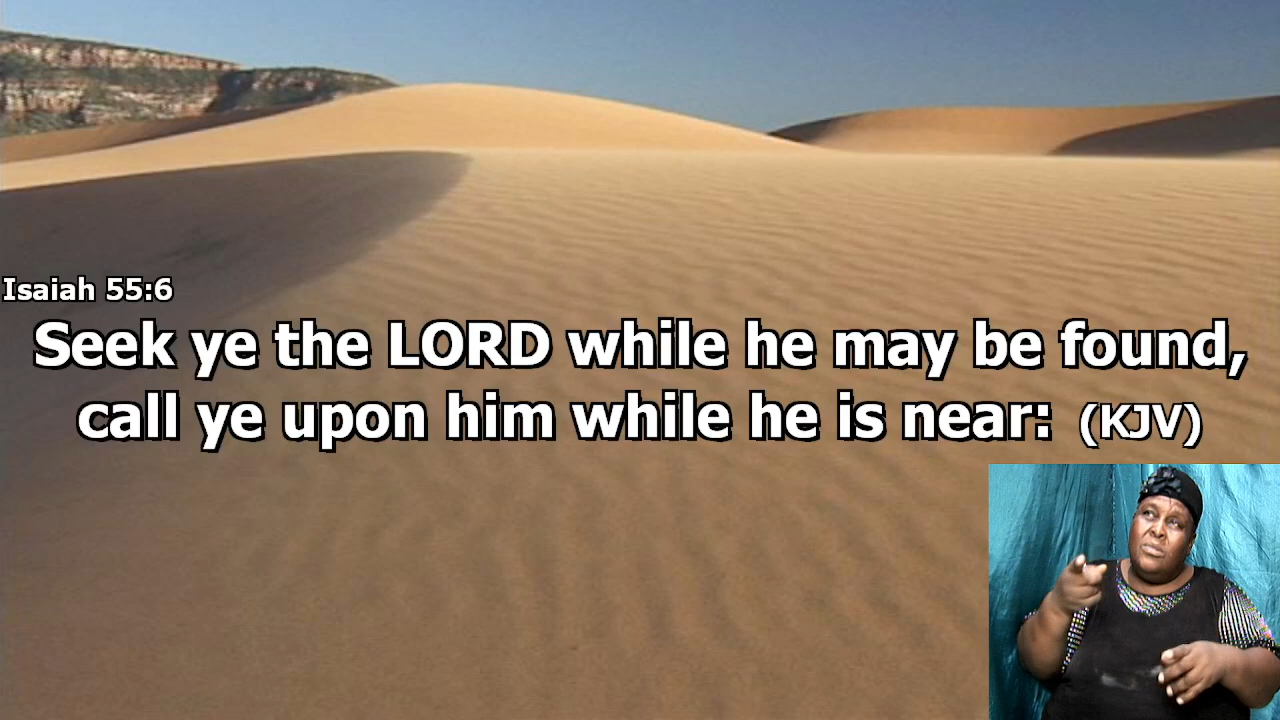 Isaiah 55:6
Seek ye the LORD while he may be found,
call ye upon him while he is near: (KJV)